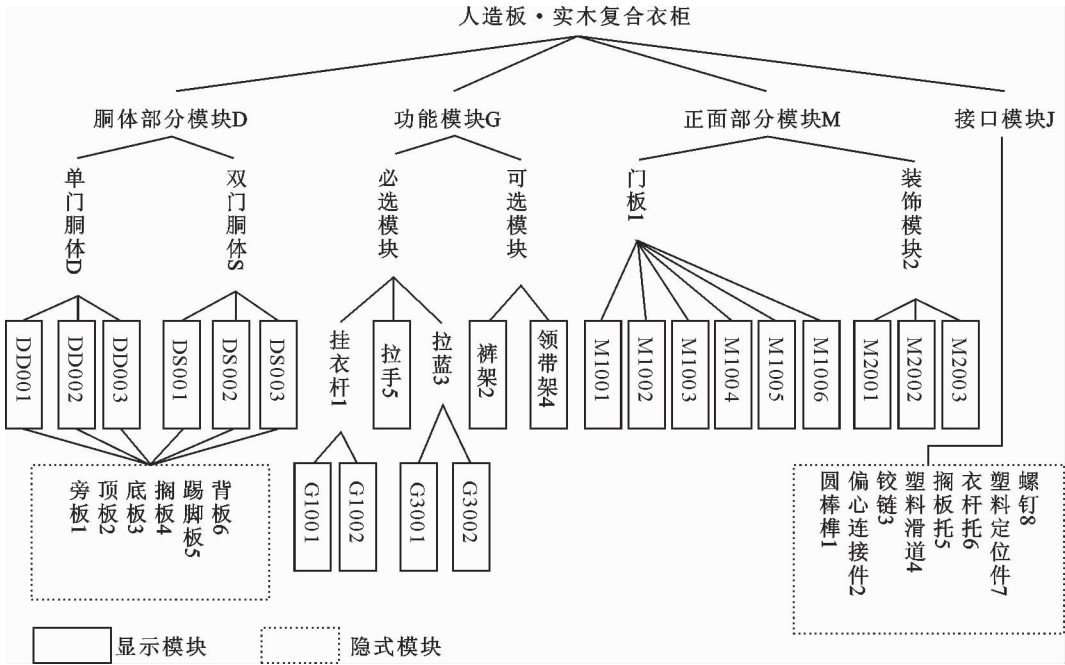 人造板·实木复合衣柜
胴体部分模块D
功能模块G
正面部分模块M
接口模块J
单门胴体D
双门胴体S
必选模块
可选模块
门板1
装饰模块2
DD001
DD002
DD003
DS001
DS002
DS003
挂衣杆1
拉手5
拉蓝3
裤架2
领带架4
M1001
M1002
M1003
M1004
M1005
M1006
M2001
M2002
M2003
旁板1
顶板2
底板3
搁板4
踢脚板5
背板6
G1001
G1002
G3001
G3002
圆棒榫1
偏心连接件2
铰链3
塑料滑道4
搁板托5
衣杆托6
塑料定位件7
螺钉8
显示模块
隐式模块